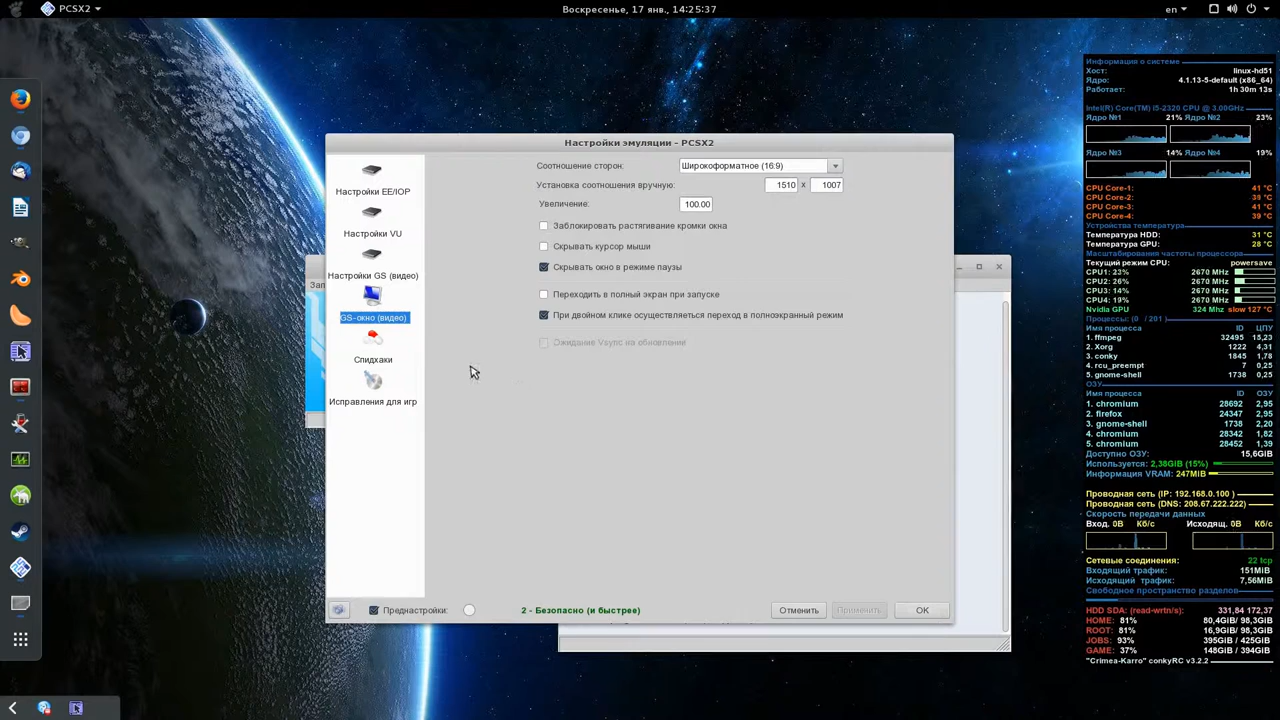 PCSX2
Воскресенье, 17 янв., 14:25:37
en
Настройки эмуляции - PCSX2
Настройки EE/IOP
Настройки VU
Настройки GS (видео)
GS-окно (видео)
Спидхаки
Исправления для игр
Соотношение сторон:
Широкоформатное (16:9)
Установка соотношения вручную:
1510 x 1007
Увеличение:
100.00
Заблокировать растягивание кромки окна
Скрывать курсор мыши
Скрывать окно в режиме паузы
Переходить в полный экран при запуске
При двойном клике осуществляеться переход в полноэкранный режим
Ожидание Vsync на обновлении
Преднастройки:
2 - Безопасно (и быстрее)
Отменить
Применить
OK
Информация о системе
Хост: linux-hd51
Ядро: 4.1.13-5-default (x86_64)
Работает: 1h 30m 13s
Intel(R) Core(TM) i5-2320 CPU @ 3.00GHz
Ядро №1 21% Ядро №2 23%
Ядро №3 14% Ядро №4 19%
CPU Core-1: 41 °C
CPU Core-2: 39 °C
CPU Core-3: 41 °C
CPU Core-4: 39 °C
Устройства температура
Температура HDD: 31 °C
Температура GPU: 28 °C
Масштабирования частоты процессора
Текущий режим CPU: powersave
CPU1: 23% 2670 MHz
CPU2: 26% 2670 MHz
CPU3: 14% 2670 MHz
CPU4: 19% 2670 MHz
Nvidia GPU 324 Mhz slow 127 °C
Процессы: (0 / 201 )
Имя процесса ID ЦПУ
1. ffmpeg 32495 15,23
2. Xorg 1222 4,31
3. conky 1845 1,78
4. rcu_preempt 7 0,25
5. gnome-shell 1738 0,25
ОЗУ
Имя процесса ID ОЗУ
1. chromium 28692 2,95
2. firefox 24347 2,95
3. gnome-shell 1738 2,20
4. chromium 28342 1,82
5. chromium 28452 1,39
Доступно ОЗУ: 15,6GiB
Используется: 2,38GiB (15%)
Информация VRAM: 247MiB
Проводная сеть (IP: 192.168.0.100 )
Проводная сеть (DNS: 208.67.222.222)
Скорость передачи данных
Вход. 0B Кб/с Исходящ. 0B Кб/с
Сетевые соединения: 22 tcp
Входящий трафик: 151MiB
Исходящий трафик: 7,56MiB
Свободное пространство разделов
HDD SDA: (read-wrtn/s): 331,84 172,37
HOME: 81% 80,4GiB/ 98,3GiB
ROOT: 81% 16,9GiB/ 98,3GiB
JOBS: 93% 395GiB / 425GiB
GAME: 37% 148GiB / 394GiB
"Crimea-Karro" conkyRC v3.2.2